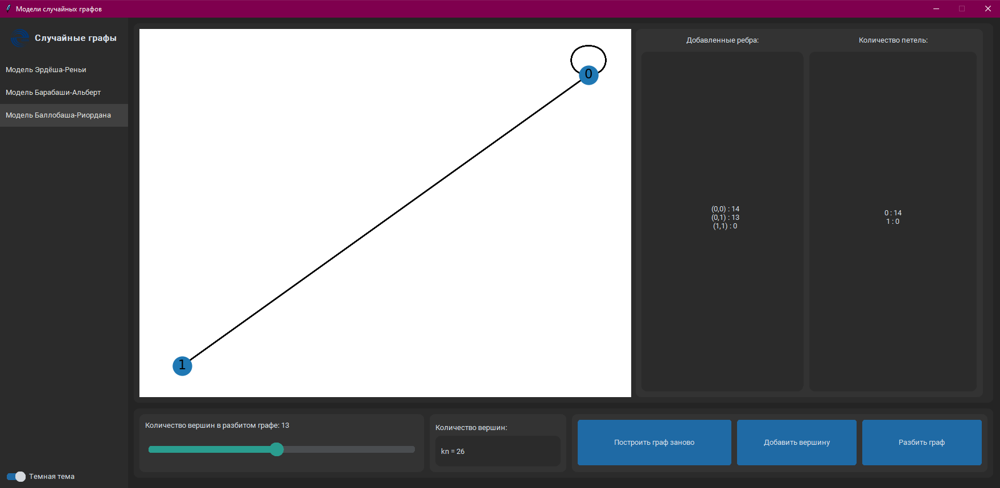 Модели случайных графов
Случайные графы
Модель Эрдёша-Реньи
Модель Барабаши-Альберт
Модель Баллобаша-Риордана
Темная тема
0
1
Добавленные ребра:
(0,0) : 14
(0,1) : 13
(1,1) : 0
Количество петель:
0 : 14
1 : 0
Количество вершин в разбитом графе: 13
Количество вершин:
kn = 26
Построить граф заново
Добавить вершину
Разбить граф